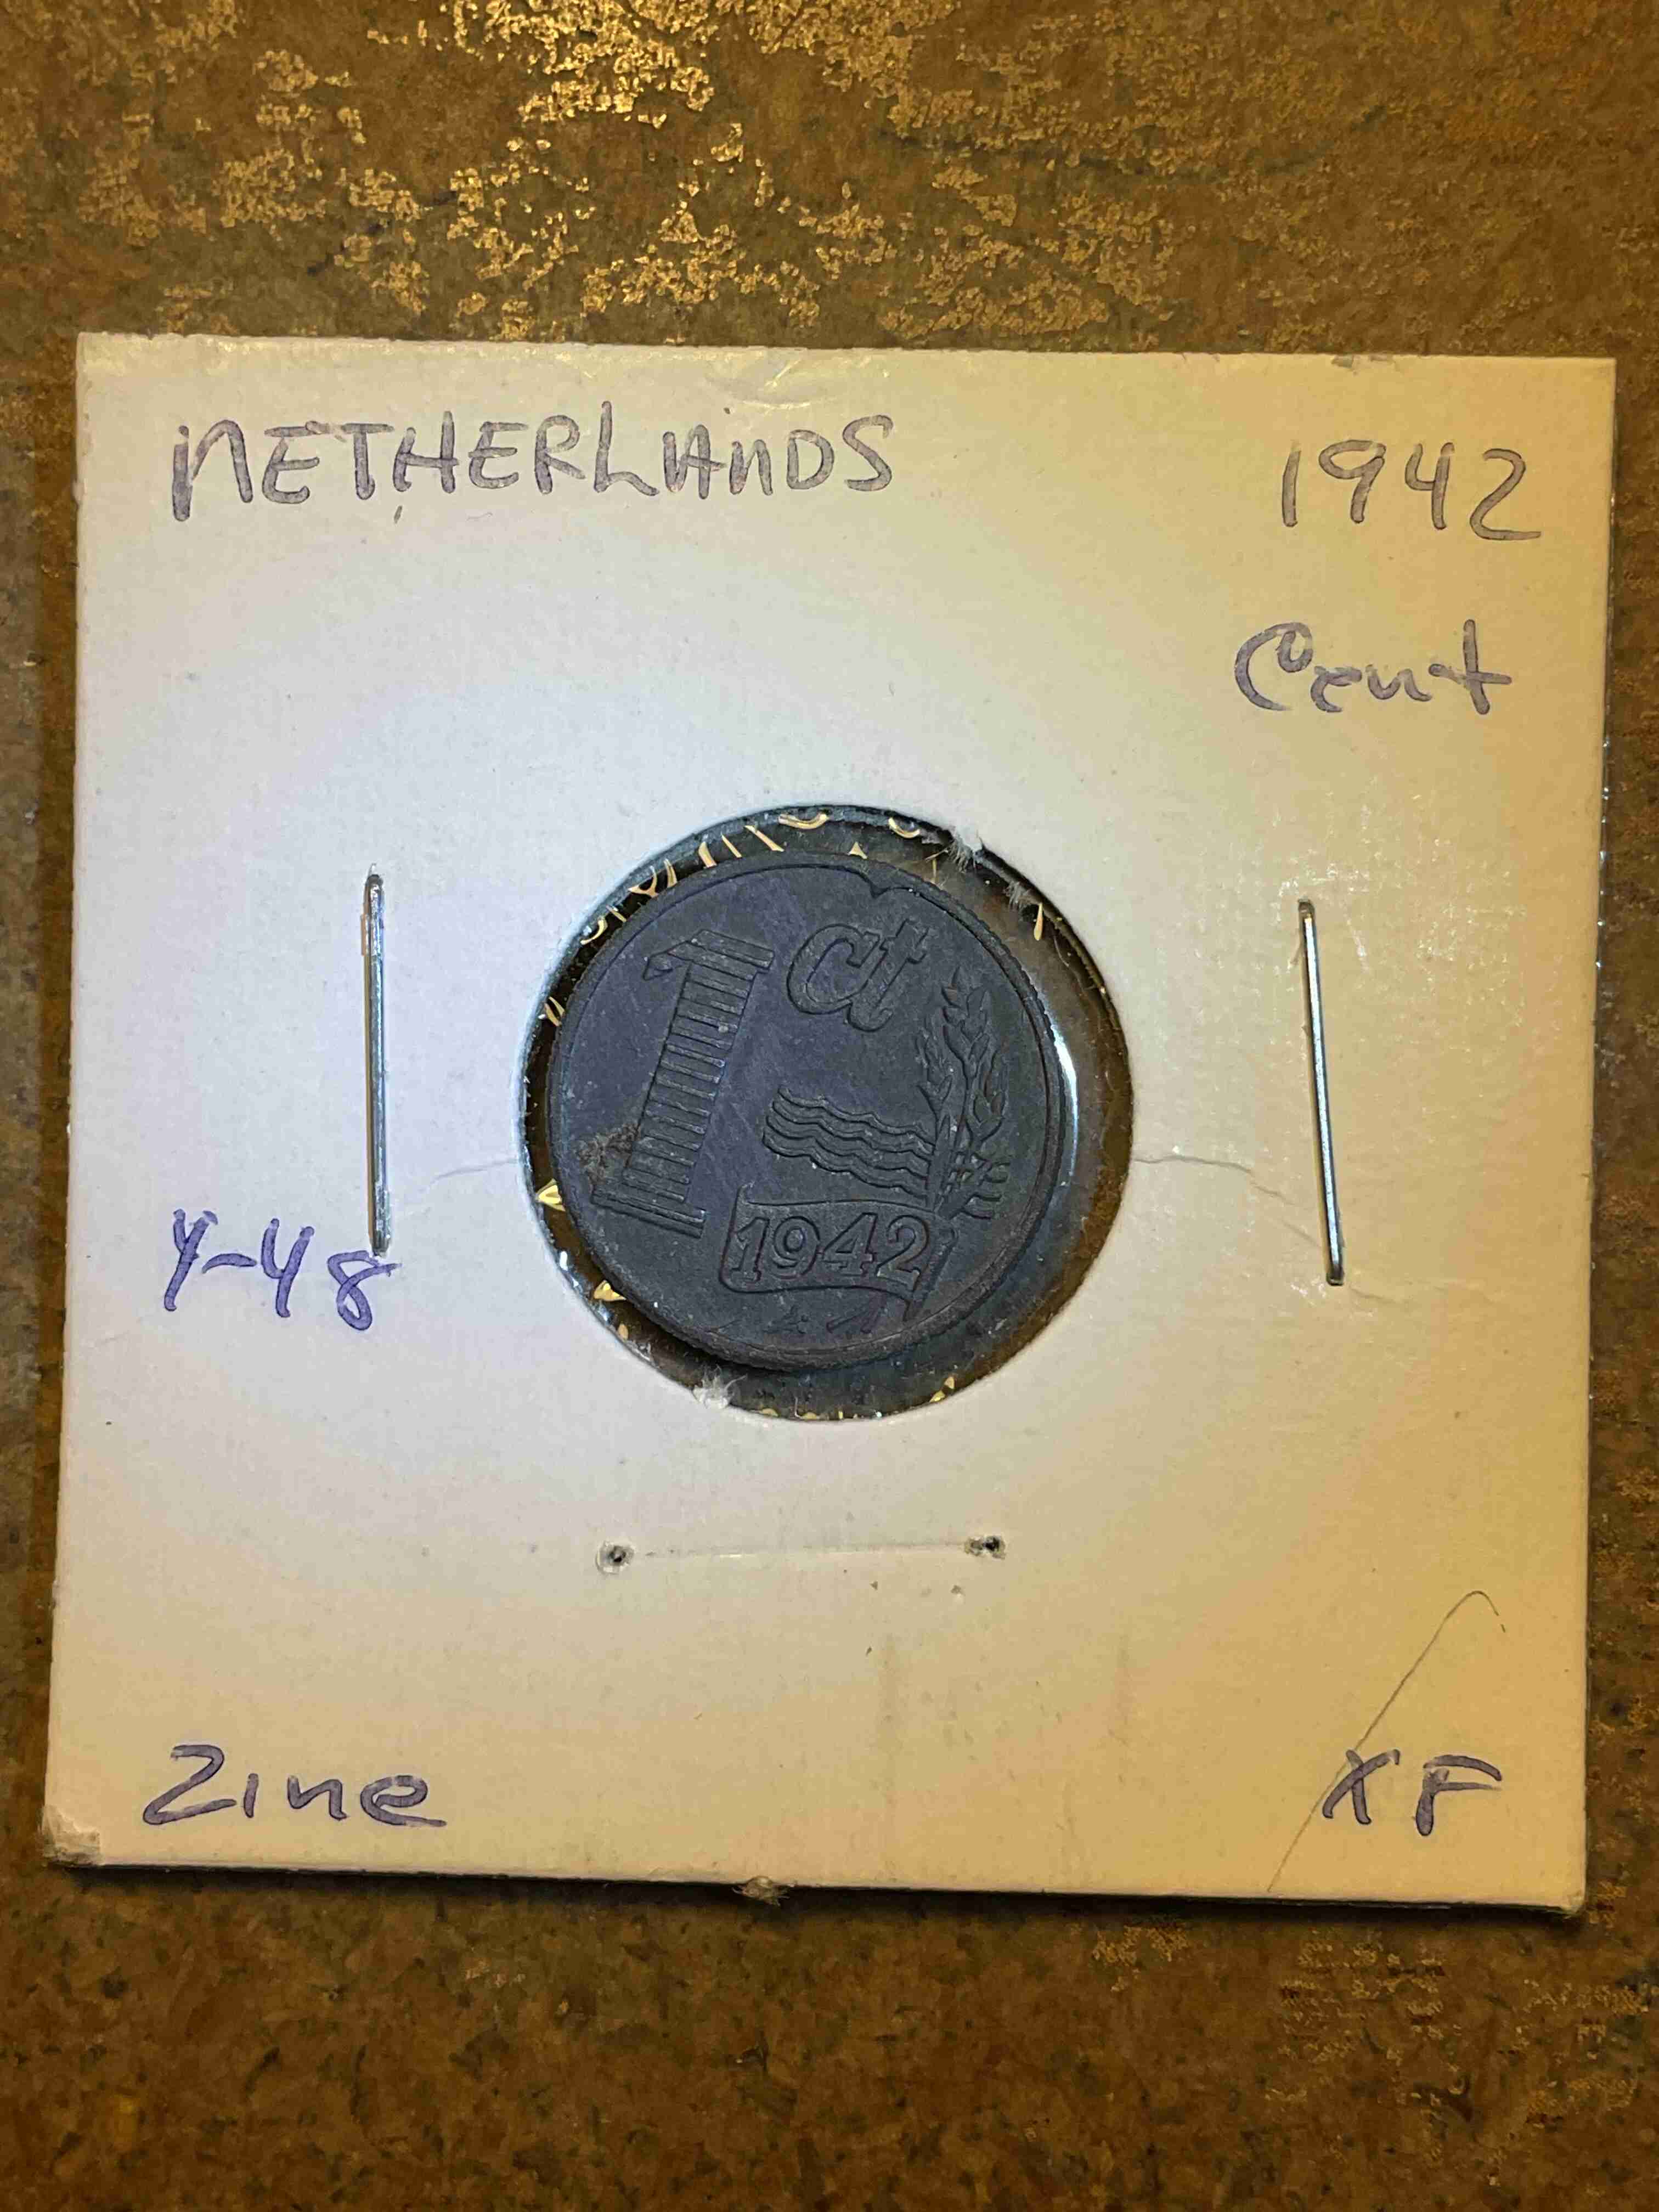 NETHERLANDS 1942
Cent
1 ct
1942
Y-48
Zinc XF